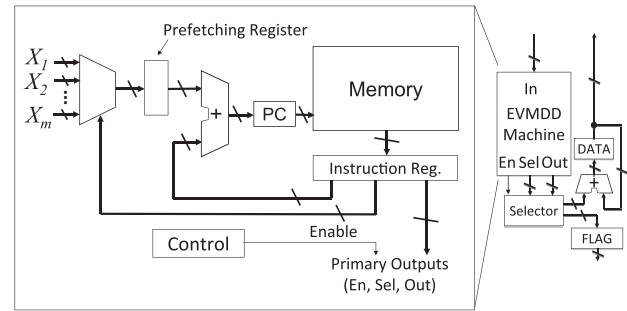 Prefetching Register
X1
X2
Xm
+
PC
Memory
Instruction Reg.
Enable
Control
Primary Outputs
(En, Sel, Out)
In
EVMDD
Machine
En Sel Out
Selector
DATA
+
FLAG